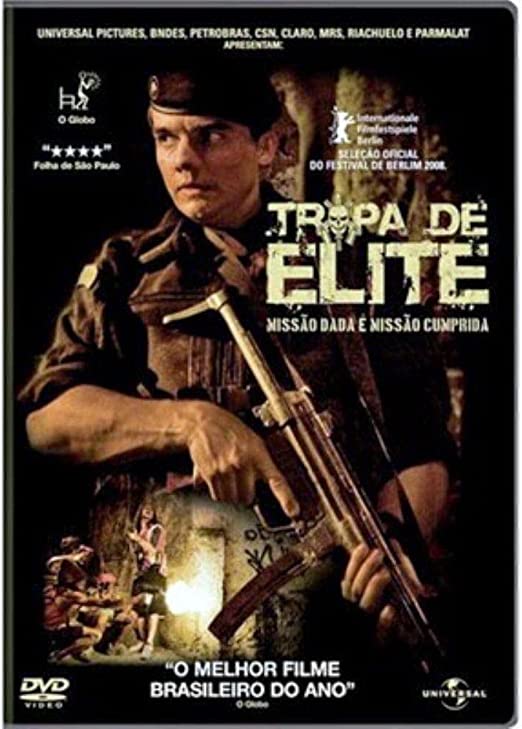 UNIVERSAL PICTURES, BNDES, PETROBRAS, CSN, CLARO, MRS, RIACHUELO E PARMALAT
APRESENTAM:
O Globo
"★★★★"
Folha de São Paulo
Internationale
Filmfestspiele
Berlin
SELEÇÃO OFICIAL
DO FESTIVAL DE BERLIM 2008.
TROPA DE
ELITE
MISSÃO DADA É MISSÃO CUMPRIDA
"O MELHOR FILME
BRASILEIRO DO ANO"
O Globo
DVD
VIDEO
UNIVERSAL